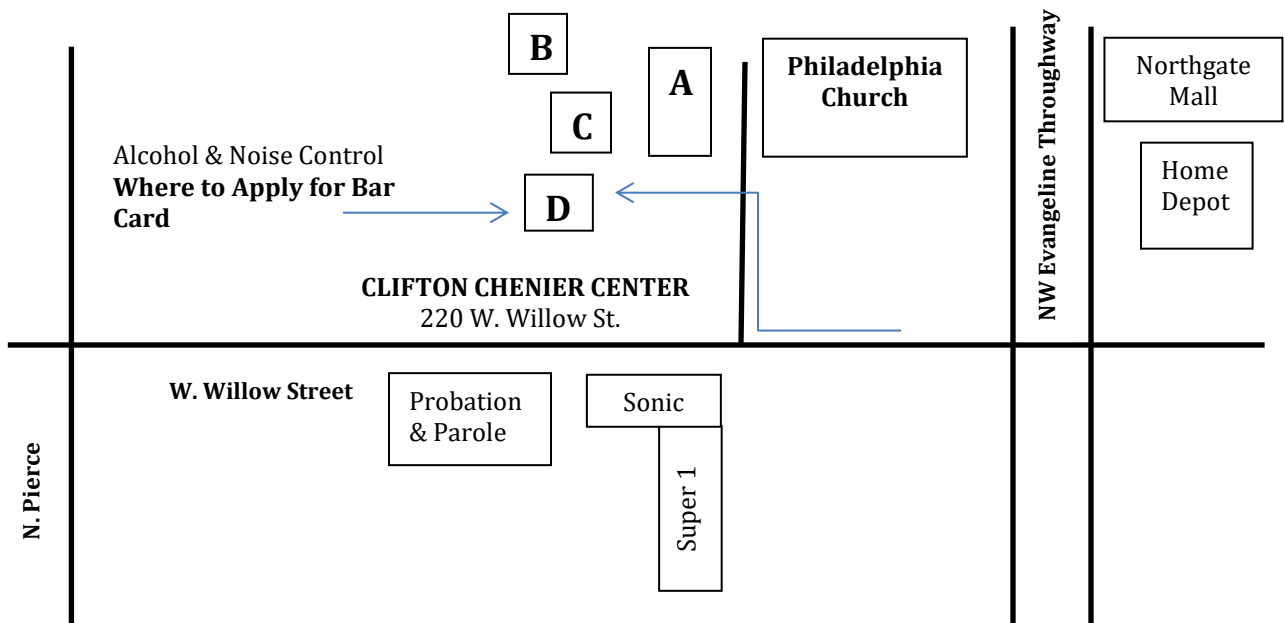 B
A
C
D
Philadelphia
Church
NW Evangeline Throughway
Northgate
Mall
Home
Depot
Alcohol & Noise Control
Where to Apply for Bar
Card
CLIFTON CHENIER CENTER
220 W. Willow St.
W. Willow Street
Probation
& Parole
Sonic
Super 1
N. Pierce